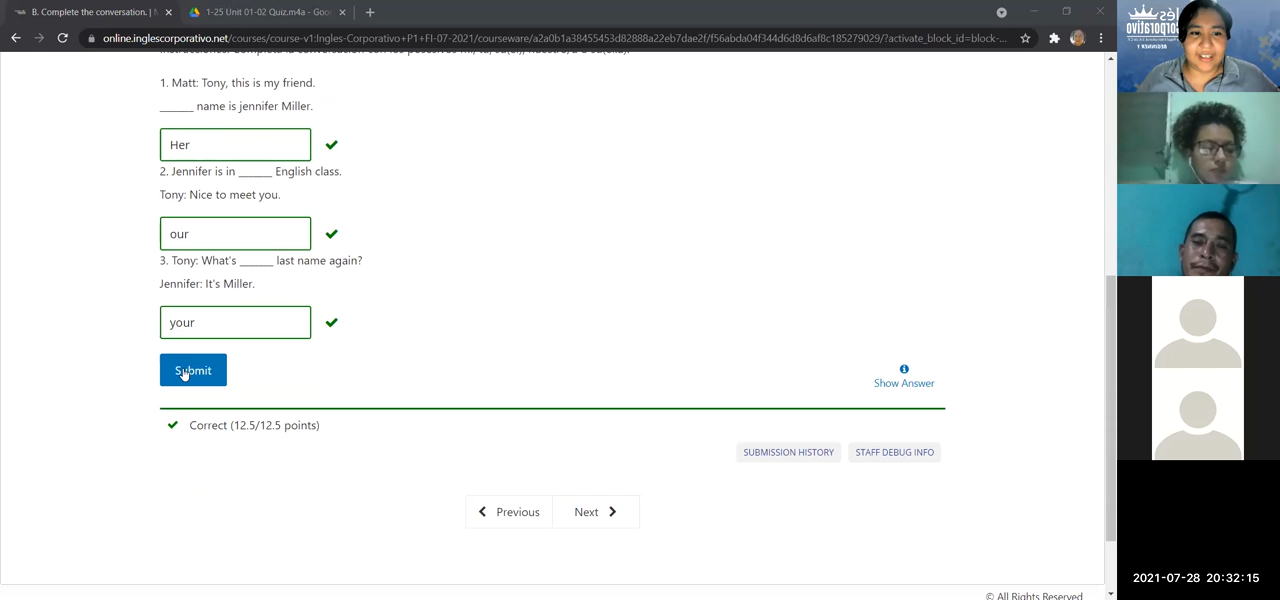 B. Complete the conversation. |
1-25 Unit 01-02 Quiz.m4a - Goo
online.inglescorporativo.net/courses/course-v1:Ingles-Corporativo+P1+FI-07-2021/courseware/a2a0b1a38455453d82888a22eb7dae2f/f56abda04f344d6d8d6af8c185279029/?activate_block_id=block-...
1. Matt: Tony, this is my friend.
______ name is jennifer Miller.
Her
2. Jennifer is in ______ English class.
Tony: Nice to meet you.
our
3. Tony: What's ______ last name again?
Jennifer: It's Miller.
your
Submit
Show Answer
Correct (12.5/12.5 points)
SUBMISSION HISTORY
STAFF DEBUG INFO
Previous
Next
© All Rights Reserved
2021-07-28 20:32:15